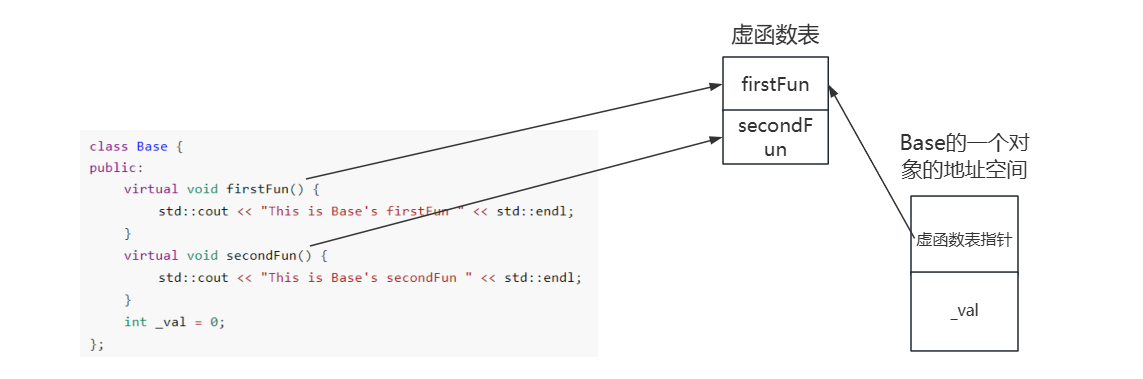 虚函数表
firstFun
secondF
un
class Base {
public:
    virtual void firstFun() {
        std::cout << "This is Base's firstFun " << std::endl;
    }
    virtual void secondFun() {
        std::cout << "This is Base's secondFun " << std::endl;
    }
    int _val = 0;
};
Base的一个对
象的地址空间
虚函数表指针
_val